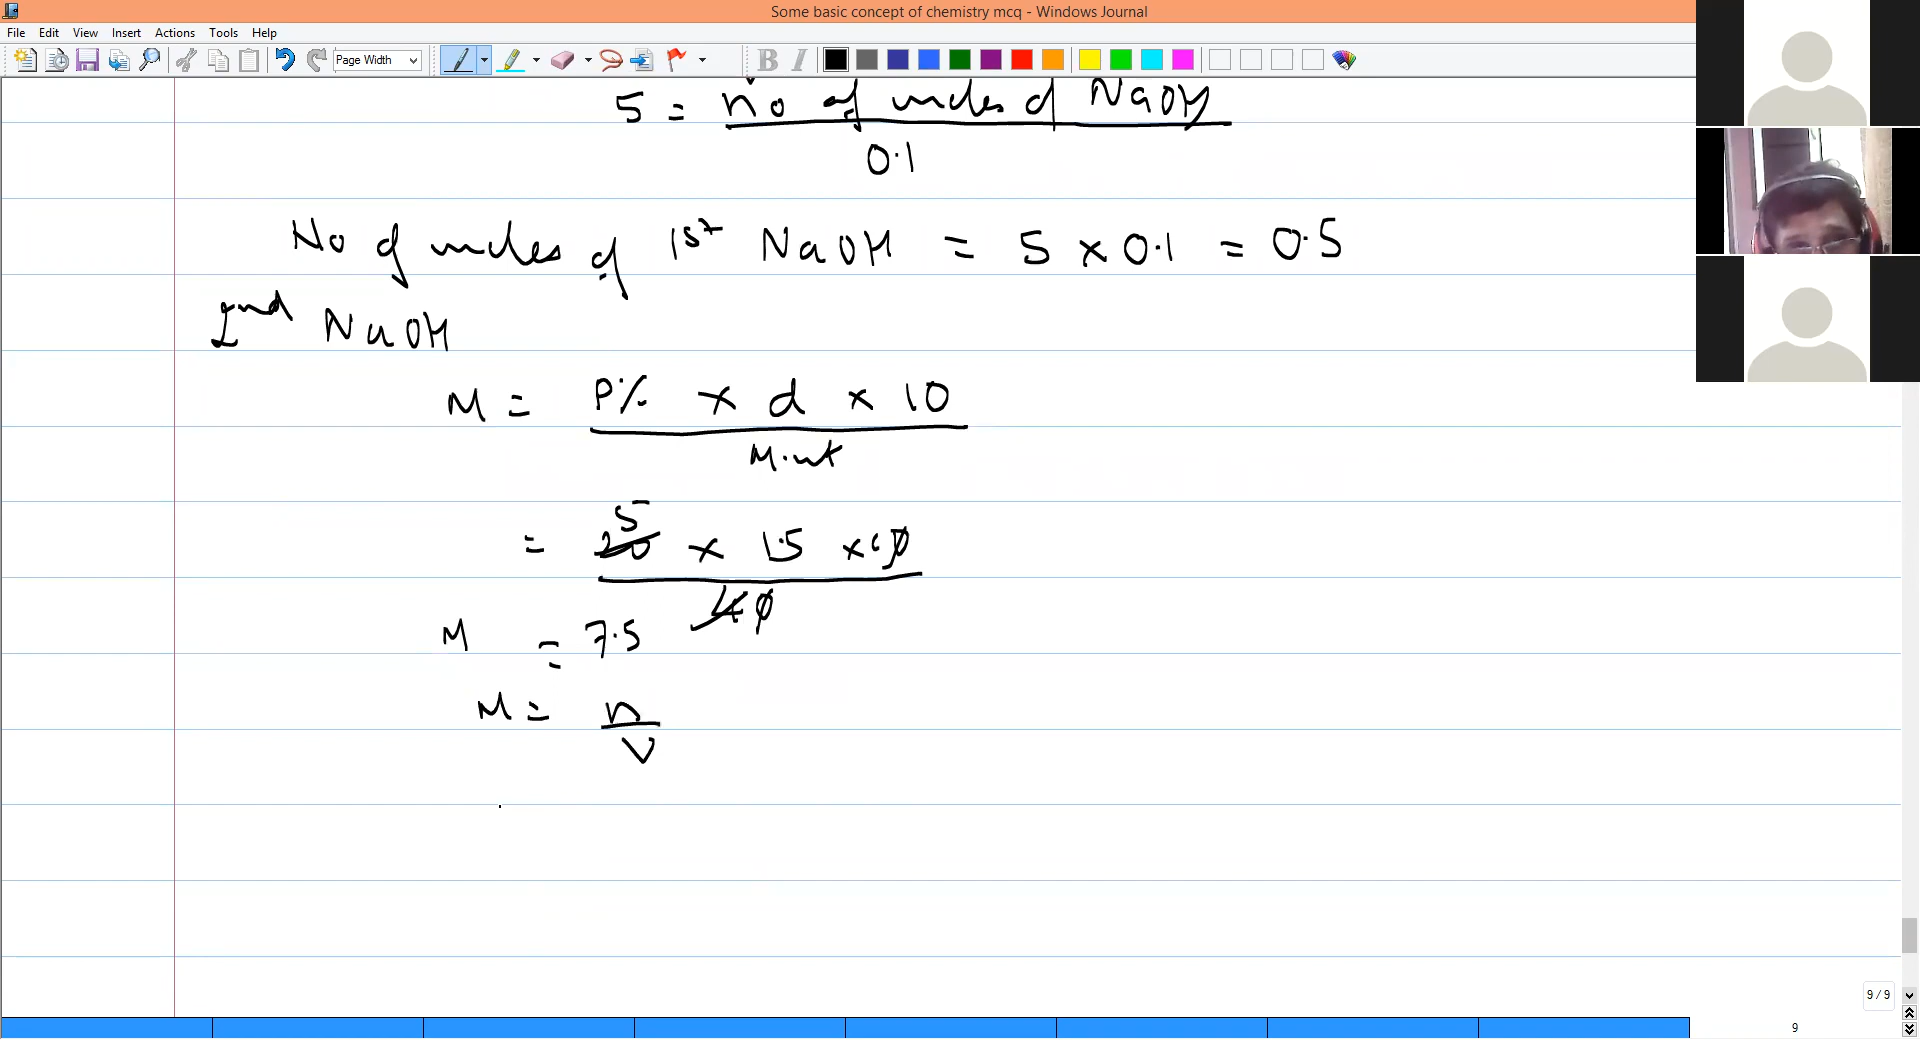 Some basic concept of chemistry mcq - Windows Journal
File Edit View Insert Actions Tools Help
Page Width B I
5 = no of moles of NaOH
0.1
No of moles of 1st NaOH = 5 × 0.1 = 0.5
2nd NaOH
M = P% × d × 10
M.wt
5
= 20 × 1.5 × 10
40
M = 7.5
M = n
V
9 / 9
9